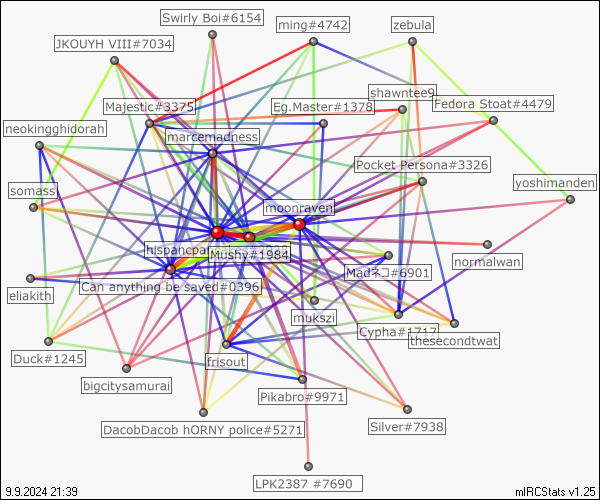 Swirly Boi#6154
ming#4742
zebula
JKOUYH VIII#7034
shawntee9
Majestic#3375
Eg.Master#1378
Fedora Stoat#4479
neokingghidorah
marcemadness
Pocket Persona#3326
somass
yoshimanden
moonraven
Mushy#1984
normalwan
Madネコ#6901
Can anything be saved#0396
eliakith
mukszi
Cypha#1717
thesecondtwat
Duck#1245
frisout
bigcitysamurai
Pikabro#9971
DacobDacob hORNY police#5271
Silver#7938
LPK2387 #7690
9.9.2024 21:39
mIRCStats v1.25